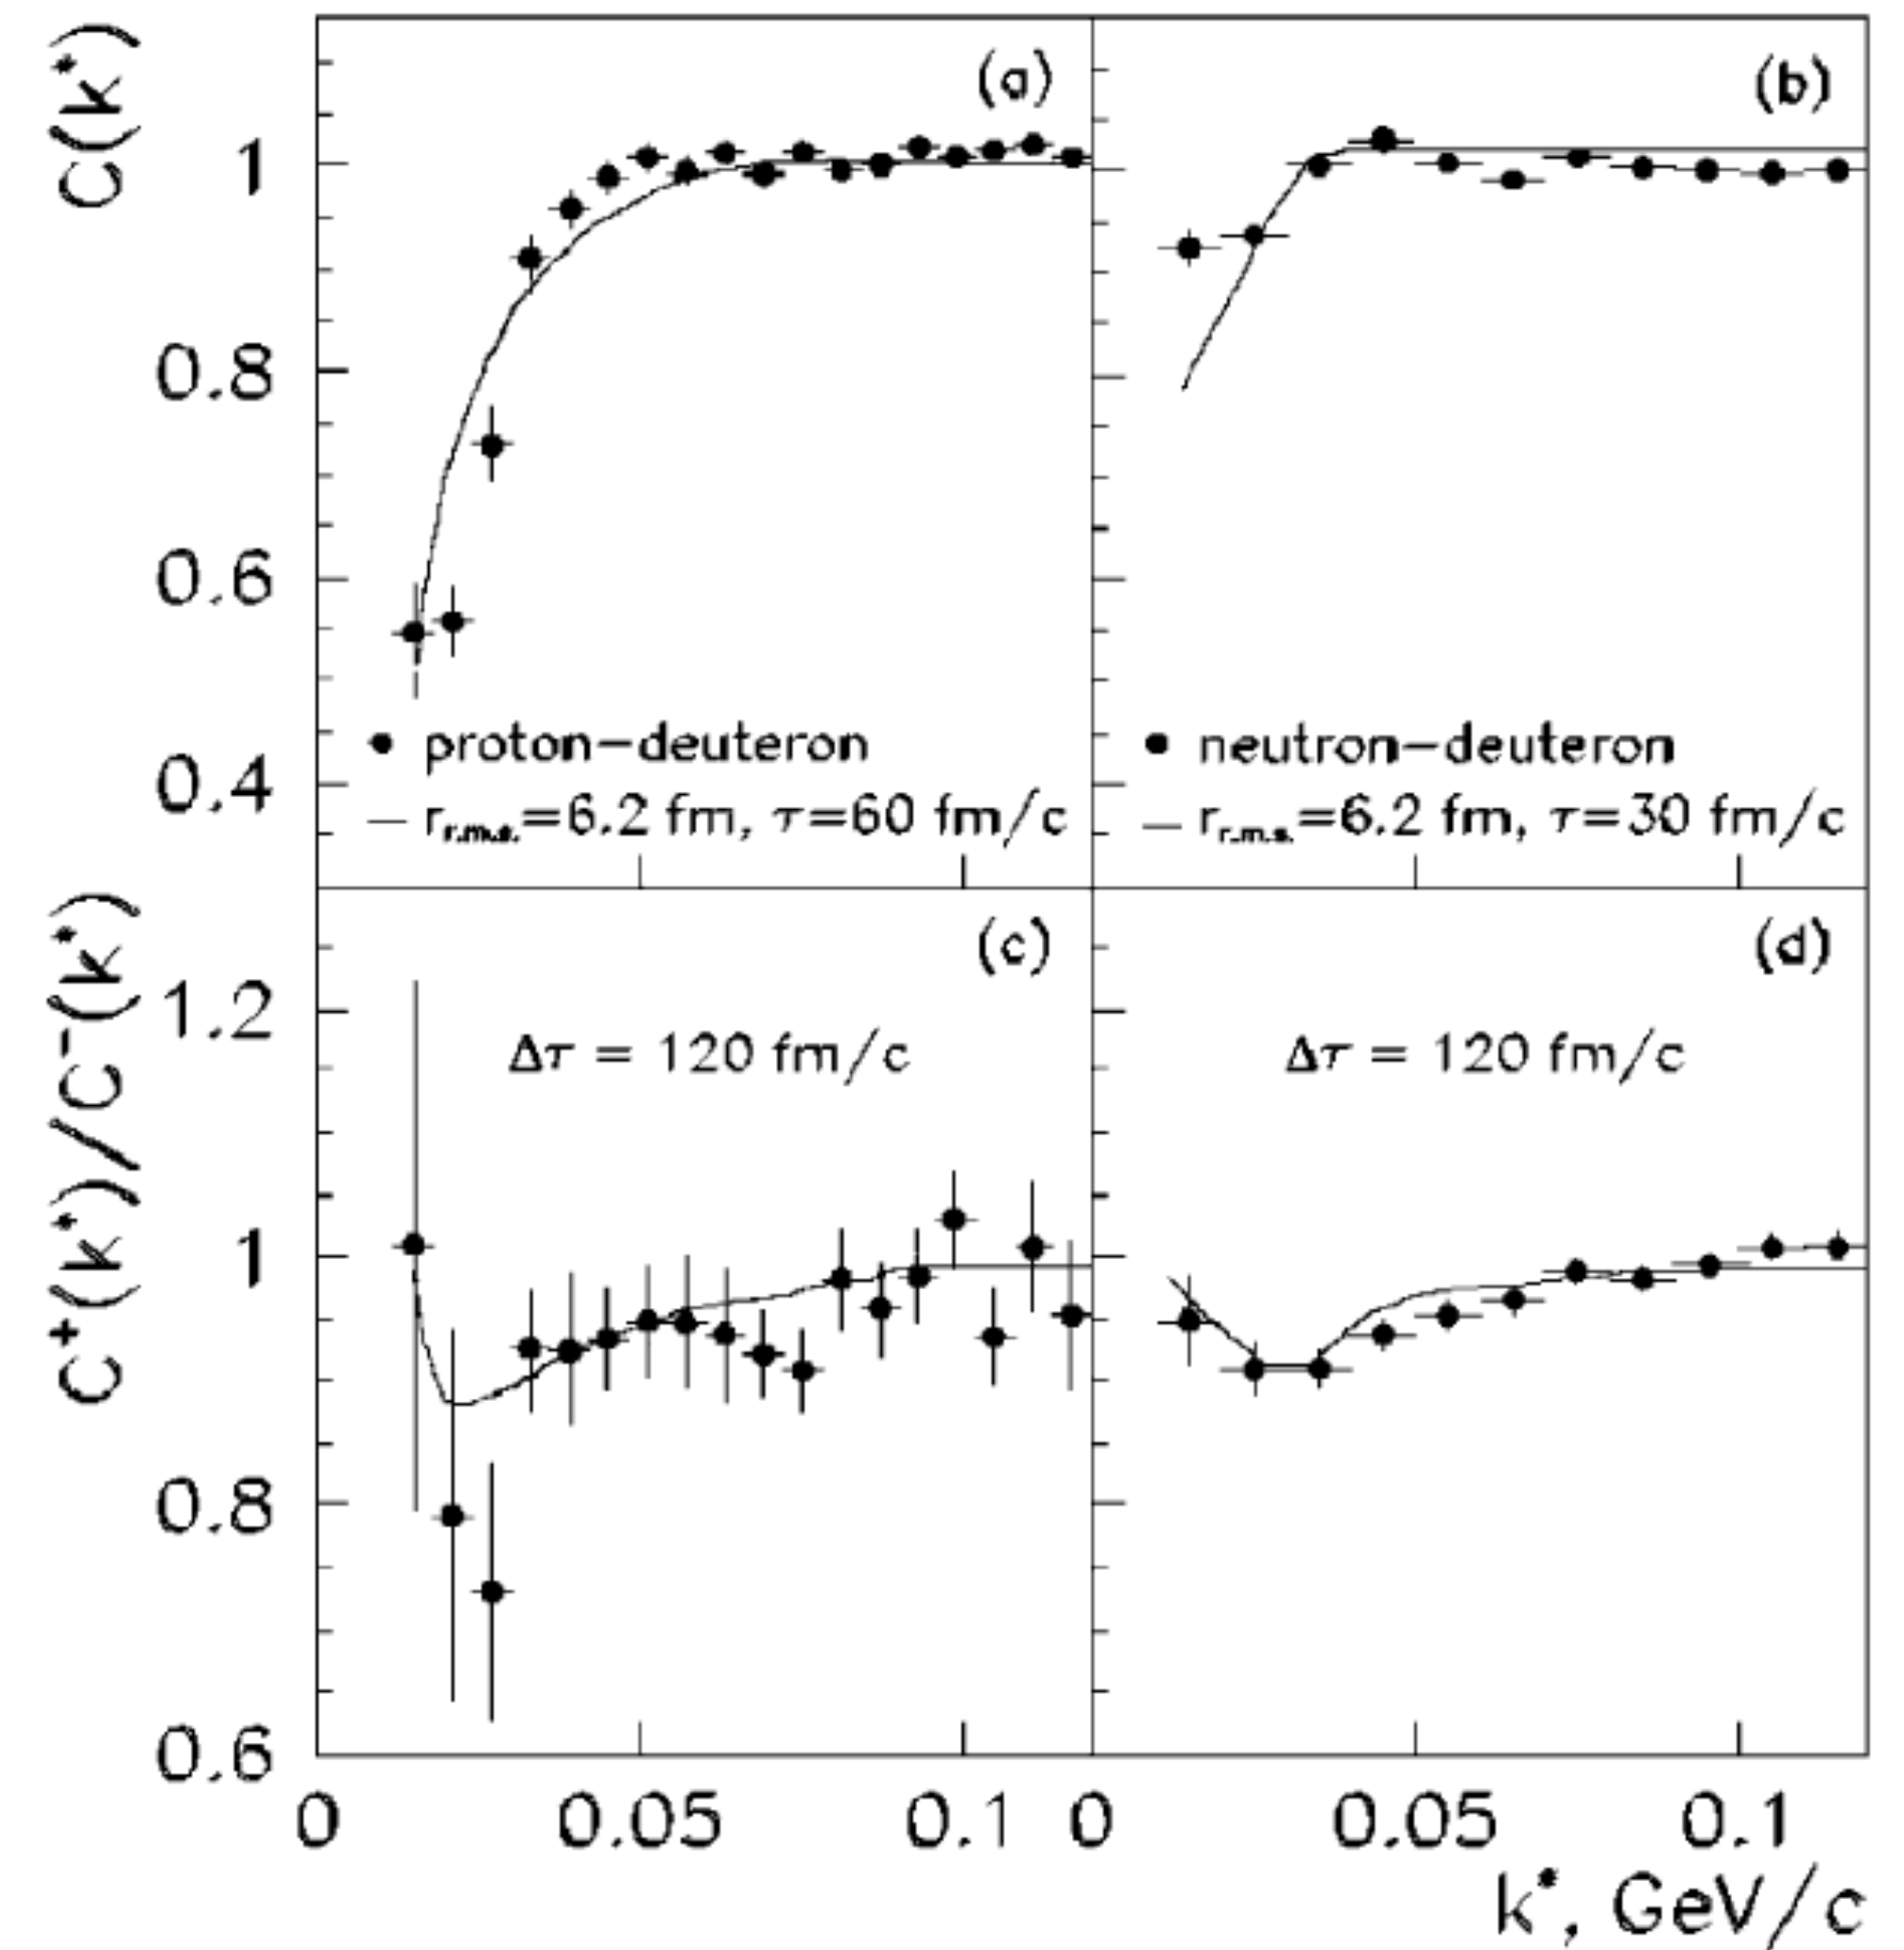 C(k*)
(a)
(b)
1
0.8
0.6
0.4
proton-deuteron
r r.m.s.=6.2 fm, τ=60 fm/c
neutron-deuteron
r r.m.s.=6.2 fm, τ=30 fm/c
C+(k*)/C-(k*)
(c)
(d)
Δτ = 120 fm/c
Δτ = 120 fm/c
1.2
1
0.8
0.6
0 0.05 0.1 0 0.05 0.1
k*, GeV/c